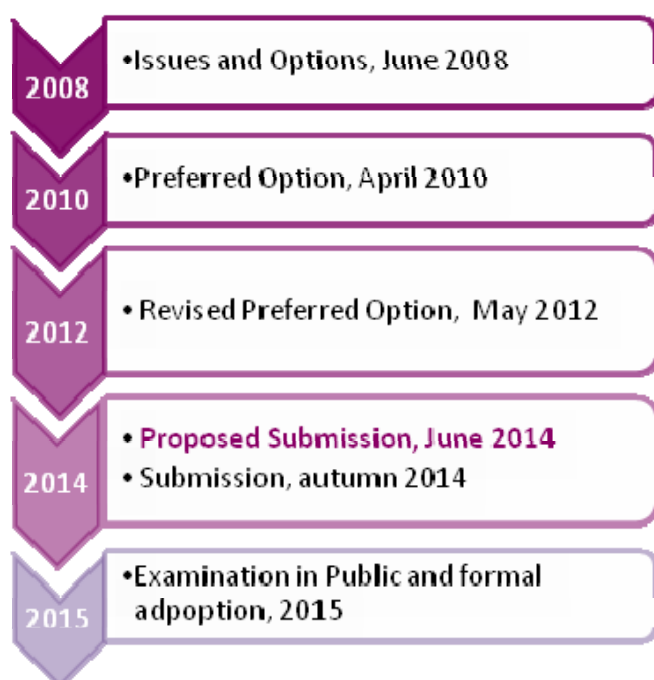 2008
•Issues and Options, June 2008
2010
•Preferred Option, April 2010
2012
• Revised Preferred Option, May 2012
2014
• Proposed Submission, June 2014
• Submission, autumn 2014
2015
•Examination in Public and formal
adpoption, 2015